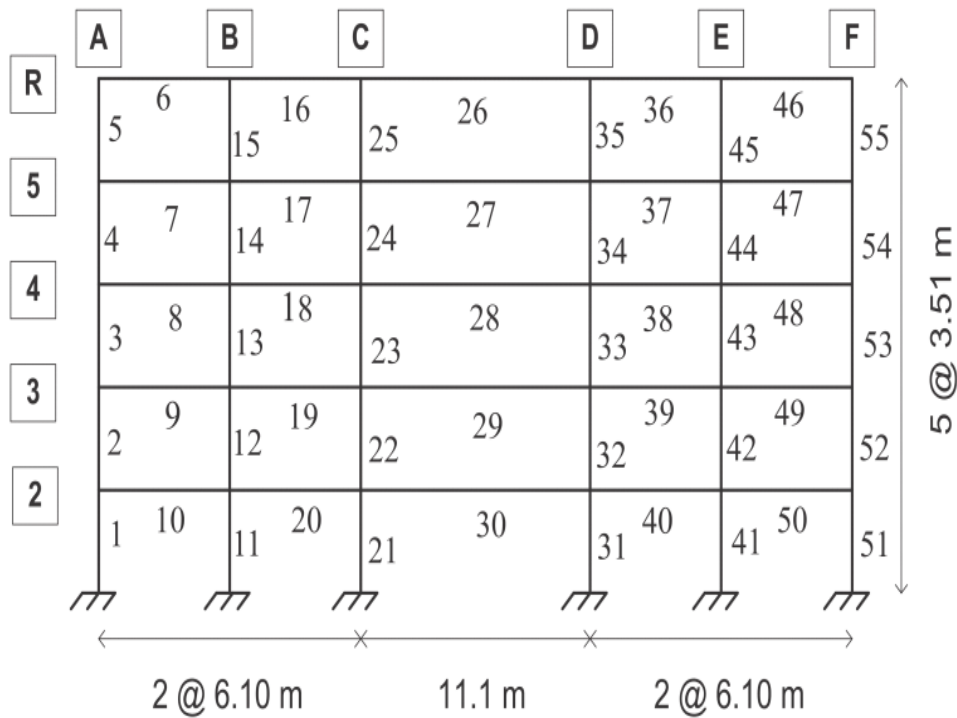 A B C D E F
R
6 16 26 36 46
5 15 25 35 45 55
5
7 17 27 37 47
4 14 24 34 44 54
4
8 18 28 38 48
3 13 23 33 43 53
3
9 19 29 39 49
2 12 22 32 42 52
2
10 20 30 40 50
1 11 21 31 41 51
5 @ 3.51 m
2 @ 6.10 m 11.1 m 2 @ 6.10 m